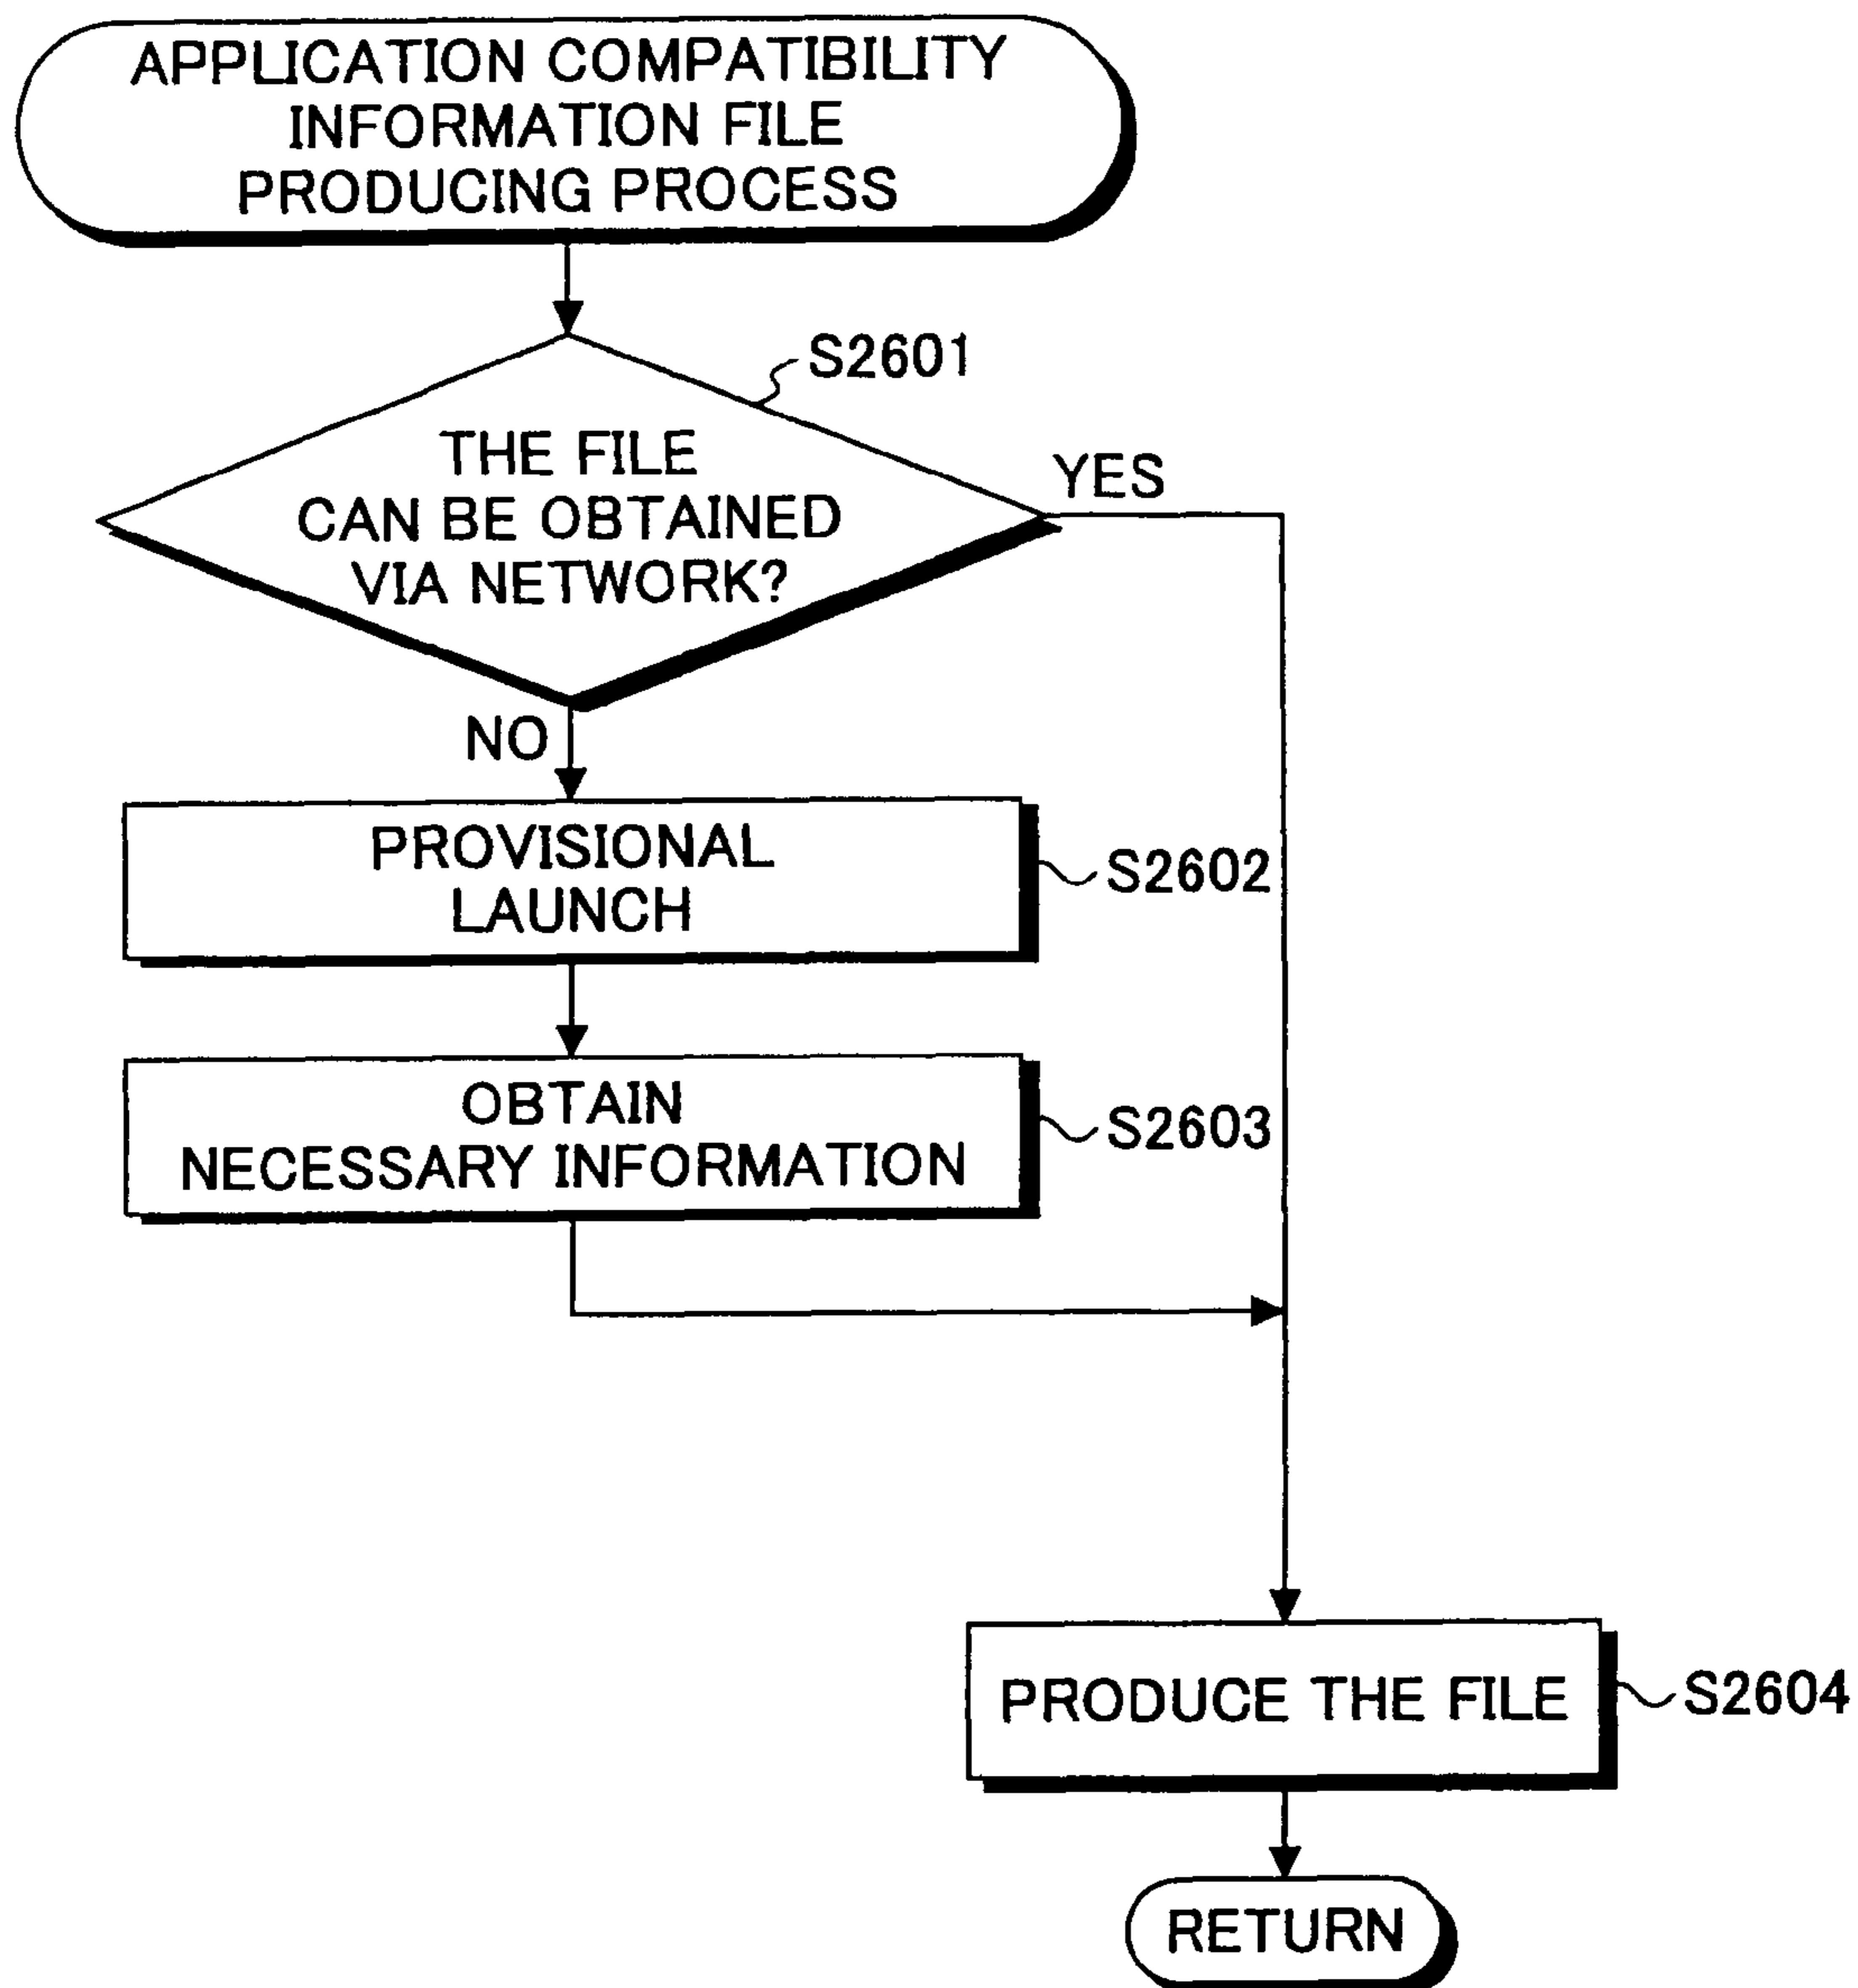 APPLICATION COMPATIBILITY
INFORMATION FILE
PRODUCING PROCESS
S2601
THE FILE
CAN BE OBTAINED
VIA NETWORK?
YES
NO
PROVISIONAL
LAUNCH
S2602
OBTAIN
NECESSARY INFORMATION
S2603
PRODUCE THE FILE
S2604
RETURN